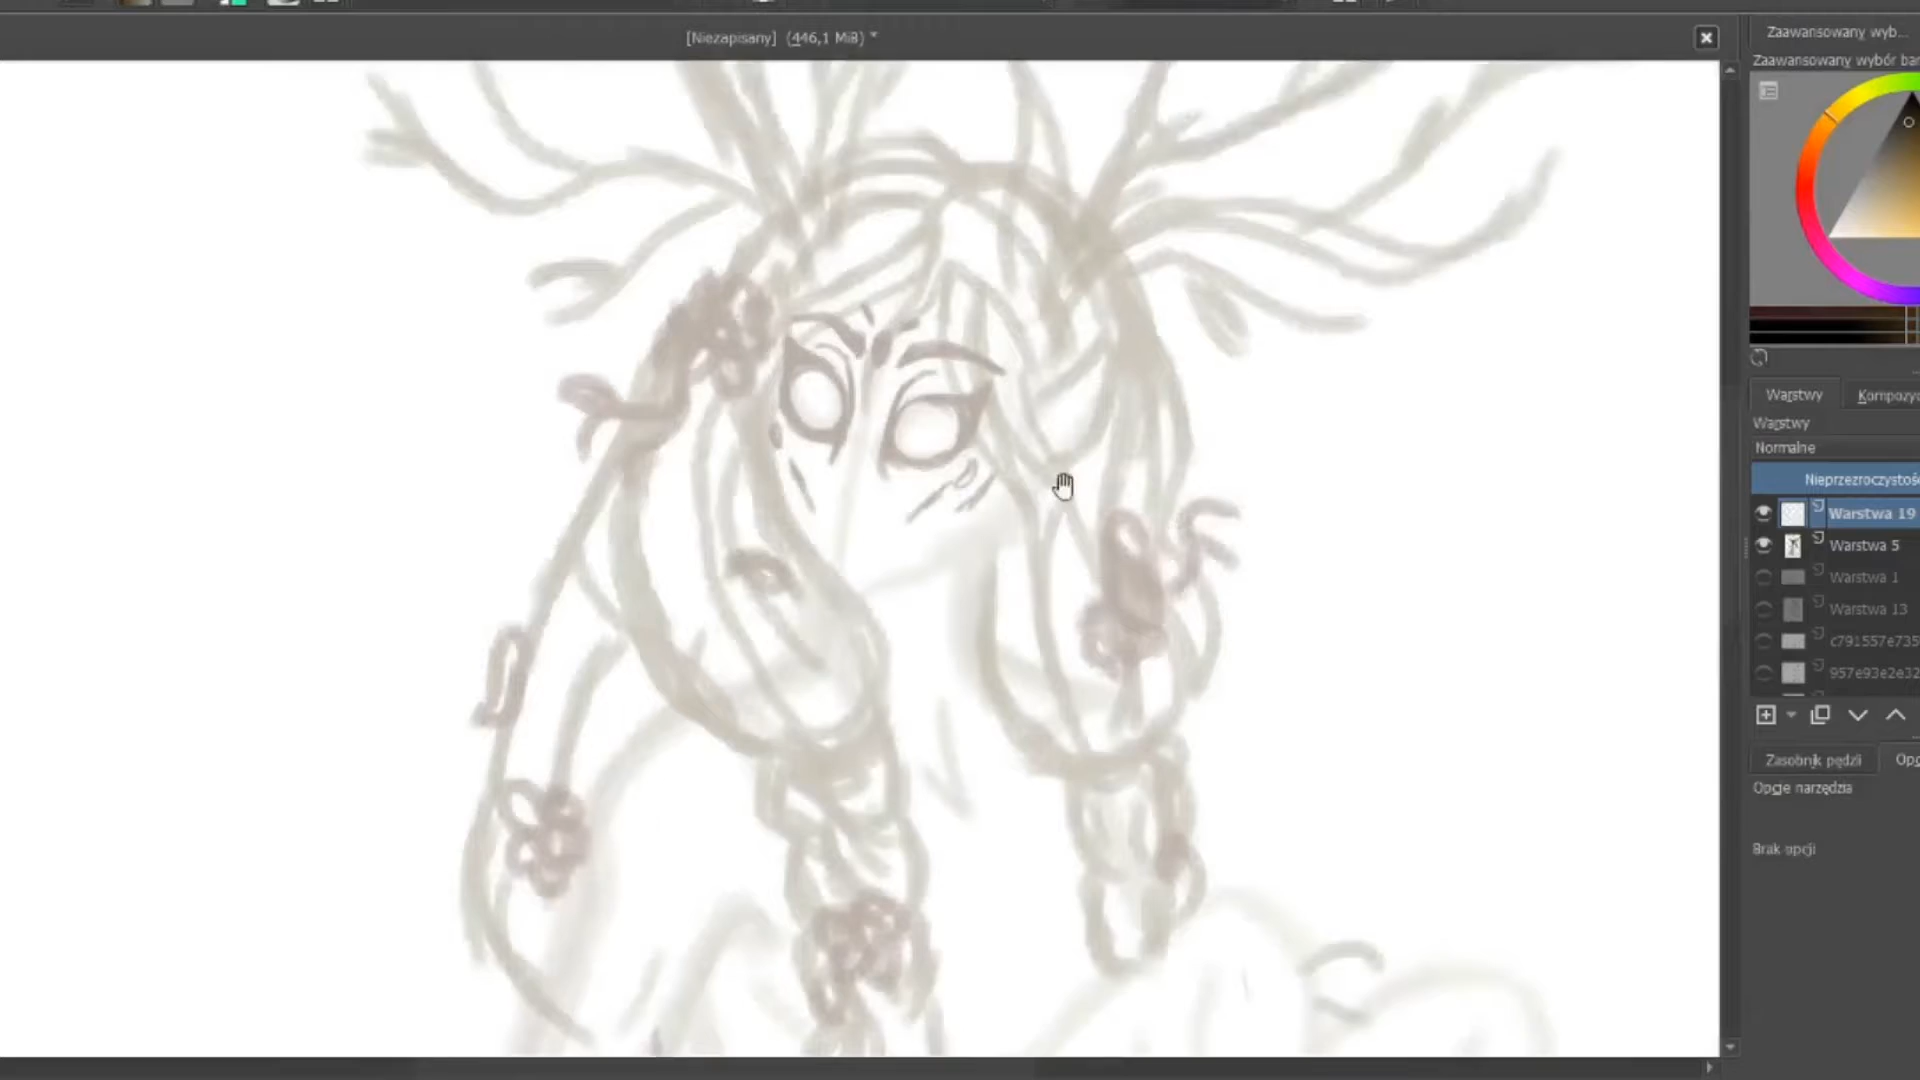 [Niezapisany] (446,1 MiB) *
Zaawansowany wyb...
Zaawansowany wybór bar
Warstwy
Kompozyc
Warstwy
Normalne
Nieprzezroczystość
Warstwa 19
Warstwa 5
Warstwa 1
Warstwa 13
c791557e735
957e93e2e32
Zasobnik pędzli
Opc
Opcje narzędzia
Brak opcji